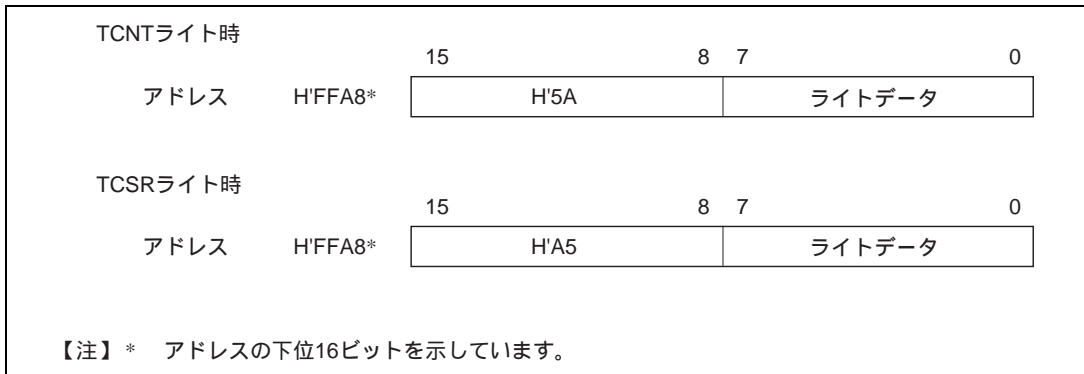 TCNTライト時
15 8 7 0
アドレス H'FFA8* H'5A ライトデータ
TCSRライト時
15 8 7 0
アドレス H'FFA8* H'A5 ライトデータ
【注】* アドレスの下位16ビットを示しています。